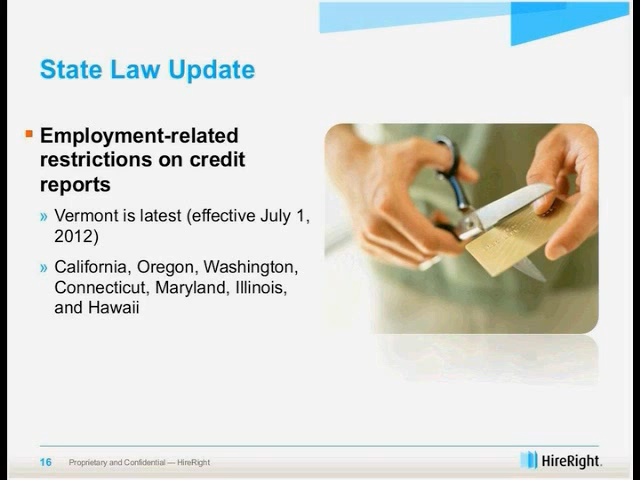 State Law Update
▪ Employment-related
restrictions on credit
reports
» Vermont is latest (effective July 1,
2012)
» California, Oregon, Washington,
Connecticut, Maryland, Illinois,
and Hawaii
16 Proprietary and Confidential — HireRight
HireRight.